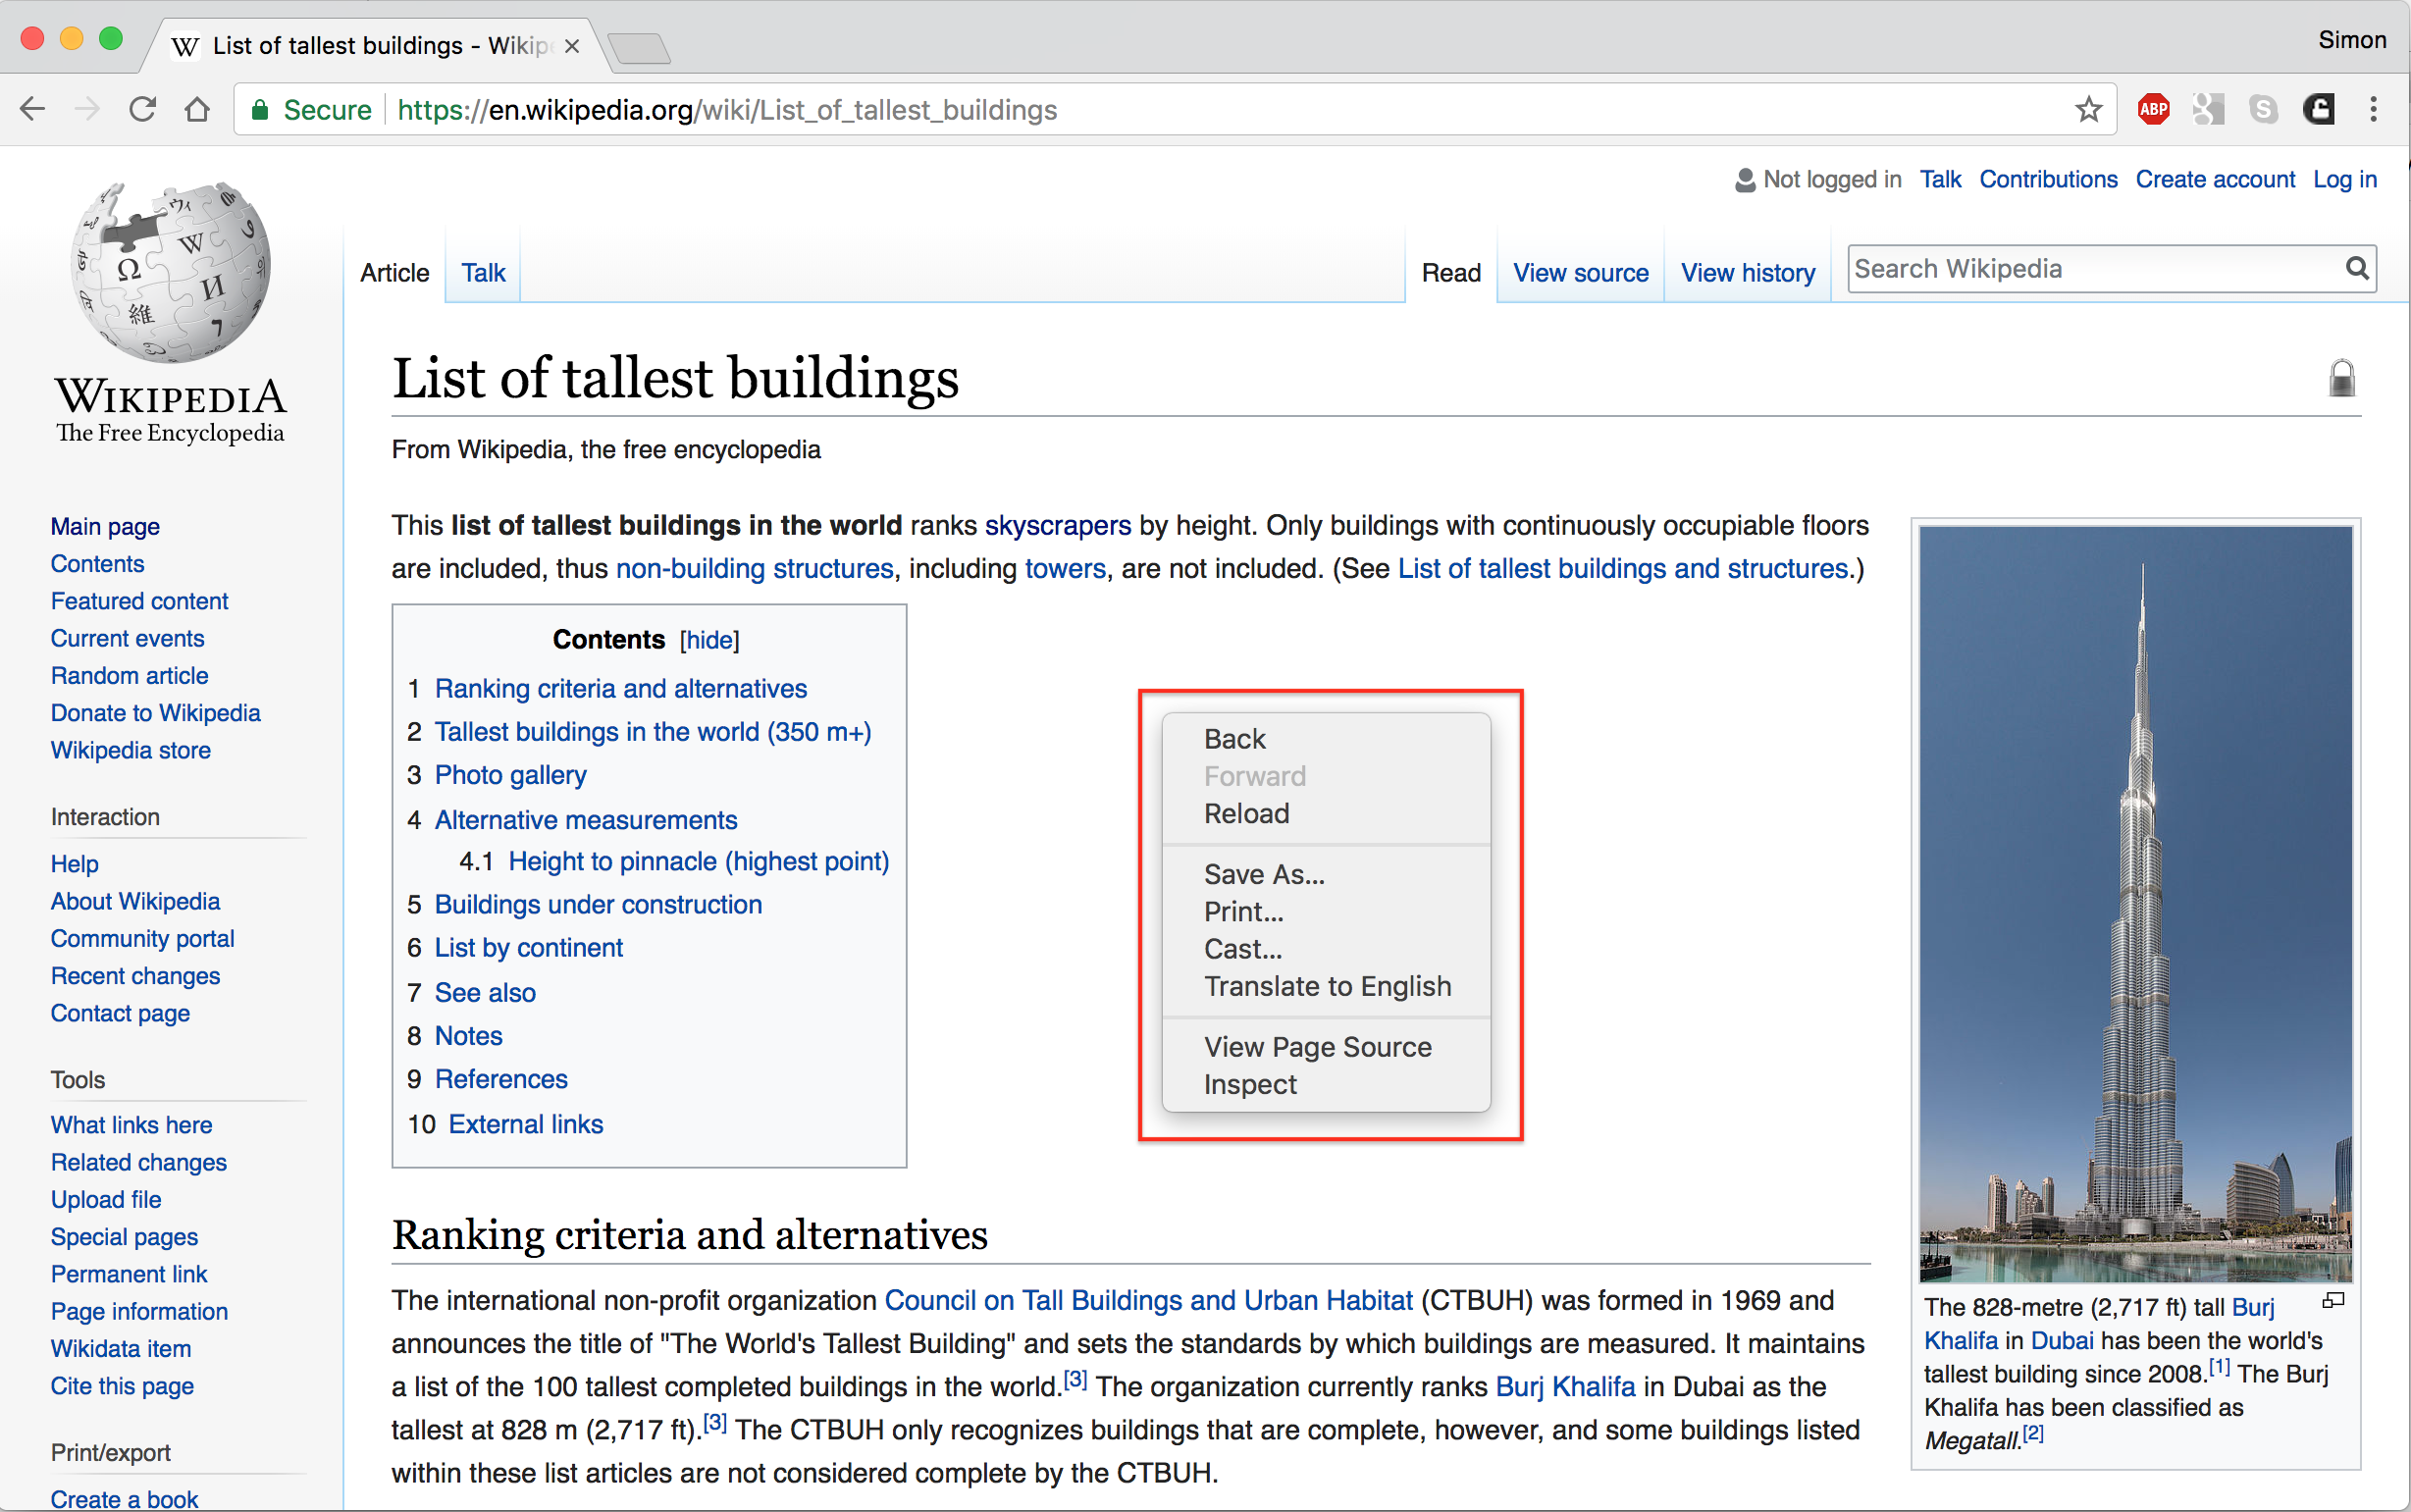 List of tallest buildings - Wikip
Simon
Secure
https://en.wikipedia.org/wiki/List_of_tallest_buildings
ABP
Not logged in Talk Contributions Create account Log in
Article Talk
Read View source View history Search Wikipedia
WIKIPEDIA
The Free Encyclopedia
Main page
Contents
Featured content
Current events
Random article
Donate to Wikipedia
Wikipedia store
Interaction
Help
About Wikipedia
Community portal
Recent changes
Contact page
Tools
What links here
Related changes
Upload file
Special pages
Permanent link
Page information
Wikidata item
Cite this page
Print/export
Create a book
List of tallest buildings
From Wikipedia, the free encyclopedia
This list of tallest buildings in the world ranks skyscrapers by height. Only buildings with continuously occupiable floors
are included, thus non-building structures, including towers, are not included. (See List of tallest buildings and structures.)
Contents [hide]
1 Ranking criteria and alternatives
2 Tallest buildings in the world (350 m+)
3 Photo gallery
4 Alternative measurements
4.1 Height to pinnacle (highest point)
5 Buildings under construction
6 List by continent
7 See also
8 Notes
9 References
10 External links
Back
Forward
Reload
Save As...
Print...
Cast...
Translate to English
View Page Source
Inspect
Ranking criteria and alternatives
The international non-profit organization Council on Tall Buildings and Urban Habitat (CTBUH) was formed in 1969 and
announces the title of "The World's Tallest Building" and sets the standards by which buildings are measured. It maintains
a list of the 100 tallest completed buildings in the world.[3] The organization currently ranks Burj Khalifa in Dubai as the
tallest at 828 m (2,717 ft).[3] The CTBUH only recognizes buildings that are complete, however, and some buildings listed
within these list articles are not considered complete by the CTBUH.
The 828-metre (2,717 ft) tall Burj
Khalifa in Dubai has been the world's
tallest building since 2008.[1] The Burj
Khalifa has been classified as
Megatall.[2]